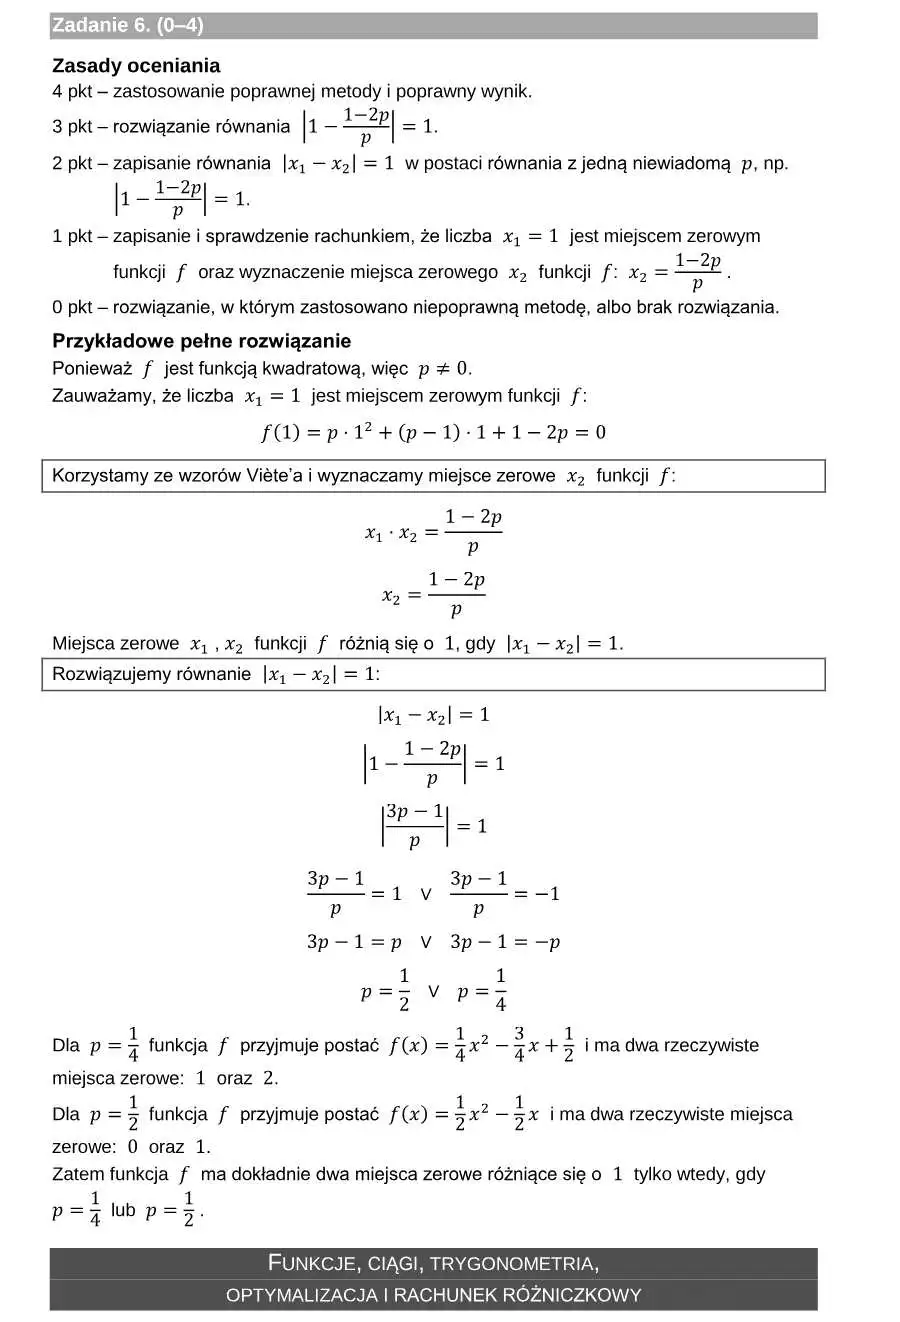 Zadanie 6. (0–4)
Zasady oceniania
4 pkt – zastosowanie poprawnej metody i poprawny wynik.
3 pkt – rozwiązanie równania |1 − (1−2p)/p| = 1.
2 pkt – zapisanie równania |x₁ − x₂| = 1 w postaci równania z jedną niewiadomą p, np.
|1 − (1−2p)/p| = 1.
1 pkt – zapisanie i sprawdzenie rachunkiem, że liczba x₁ = 1 jest miejscem zerowym
funkcji f oraz wyznaczenie miejsca zerowego x₂ funkcji f: x₂ = (1−2p)/p .
0 pkt – rozwiązanie, w którym zastosowano niepoprawną metodę, albo brak rozwiązania.
Przykładowe pełne rozwiązanie
Ponieważ f jest funkcją kwadratową, więc p ≠ 0.
Zauważamy, że liczba x₁ = 1 jest miejscem zerowym funkcji f:
f(1) = p · 1² + (p − 1) · 1 + 1 − 2p = 0
Korzystamy ze wzorów Viète’a i wyznaczamy miejsce zerowe x₂ funkcji f:
x₁ · x₂ = (1 − 2p)/p
x₂ = (1 − 2p)/p
Miejsca zerowe x₁ , x₂ funkcji f różnią się o 1, gdy |x₁ − x₂| = 1.
Rozwiązujemy równanie |x₁ − x₂| = 1:
|x₁ − x₂| = 1
|1 − (1 − 2p)/p| = 1
|(3p − 1)/p| = 1
(3p − 1)/p = 1 ∨ (3p − 1)/p = −1
3p − 1 = p ∨ 3p − 1 = −p
p = 1/2 ∨ p = 1/4
Dla p = 1/4 funkcja f przyjmuje postać f(x) = 1/4 x² − 3/4 x + 1/2 i ma dwa rzeczywiste
miejsca zerowe: 1 oraz 2.
Dla p = 1/2 funkcja f przyjmuje postać f(x) = 1/2 x² − 1/2 x i ma dwa rzeczywiste miejsca
zerowe: 0 oraz 1.
Zatem funkcja f ma dokładnie dwa miejsca zerowe różniące się o 1 tylko wtedy, gdy
p = 1/4 lub p = 1/2 .
FUNKCJE, CIĄGI, TRYGONOMETRIA,
OPTYMALIZACJA I RACHUNEK RÓŻNICZKOWY